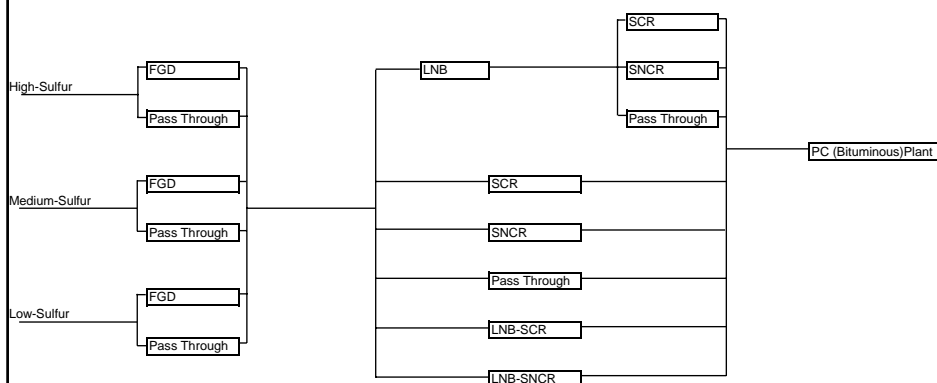 SCR
FGD
LNB
SNCR
High-Sulfur
Pass Through
Pass Through
PC (Bituminous)Plant
FGD
SCR
Medium-Sulfur
Pass Through
SNCR
Pass Through
FGD
Low-Sulfur
LNB-SCR
Pass Through
LNB-SNCR